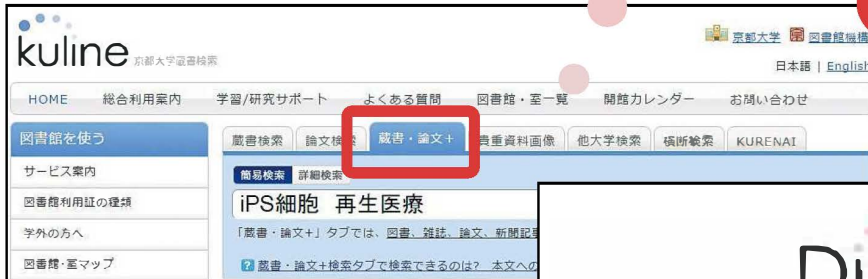 kuline 京都大学蔵書検索
京都大学 図書館機構
日本語 | English
HOME 総合利用案内 学習/研究サポート よくある質問 図書館・室一覧 開館カレンダー お問い合わせ
図書館を使う
蔵書検索 論文検索 蔵書・論文+ 貴重資料画像 他大学検索 横断検索 KURENAI
サービス案内
簡易検索 詳細検索
図書館利用証の種類
iPS細胞 再生医療
学外の方へ
「蔵書・論文+」タブでは、図書、雑誌、論文、新聞記事
図書館・室マップ
蔵書・論文+検索タブで検索できるのは? 本文への